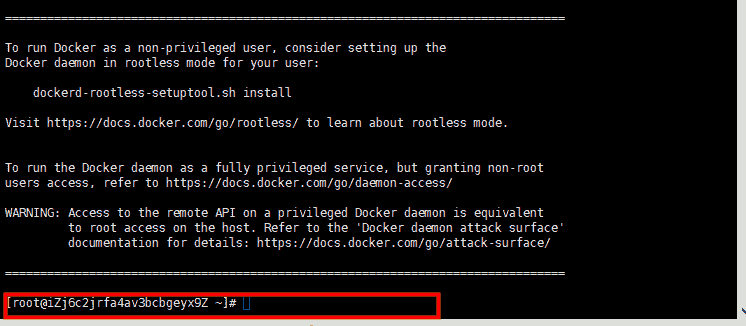 ================================================================================
To run Docker as a non-privileged user, consider setting up the
Docker daemon in rootless mode for your user:
dockerd-rootless-setuptool.sh install
Visit https://docs.docker.com/go/rootless/ to learn about rootless mode.
To run the Docker daemon as a fully privileged service, but granting non-root
users access, refer to https://docs.docker.com/go/daemon-access/
WARNING: Access to the remote API on a privileged Docker daemon is equivalent
to root access on the host. Refer to the 'Docker daemon attack surface'
documentation for details: https://docs.docker.com/go/attack-surface/
================================================================================
[root@iZj6c2jrfa4av3bcbgeyx9Z ~]#